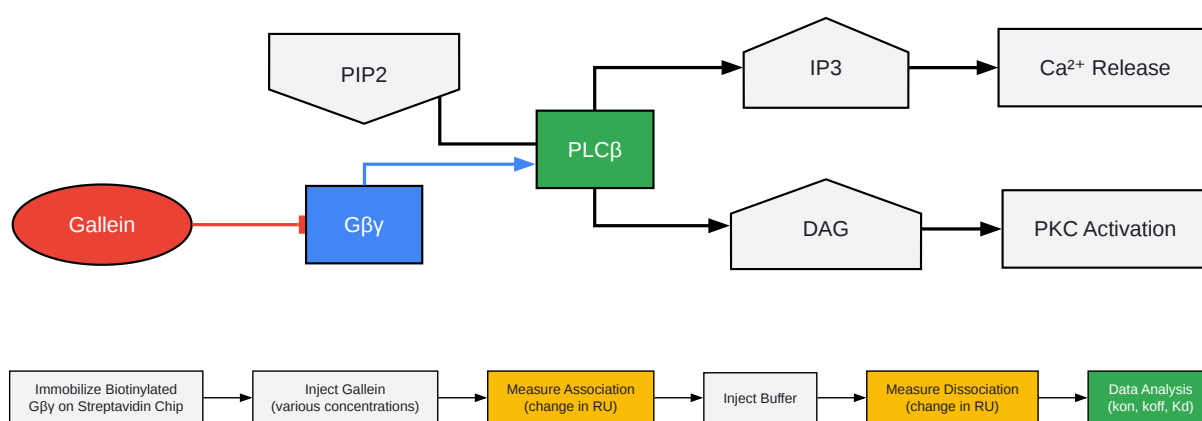 PIP2
IP3
Ca²⁺ Release
PLCβ
Gallein
Gβγ
DAG
PKC Activation
Immobilize Biotinylated
Gβγ on Streptavidin Chip
Inject Gallein
(various concentrations)
Measure Association
(change in RU)
Inject Buffer
Measure Dissociation
(change in RU)
Data Analysis
(kon, koff, Kd)